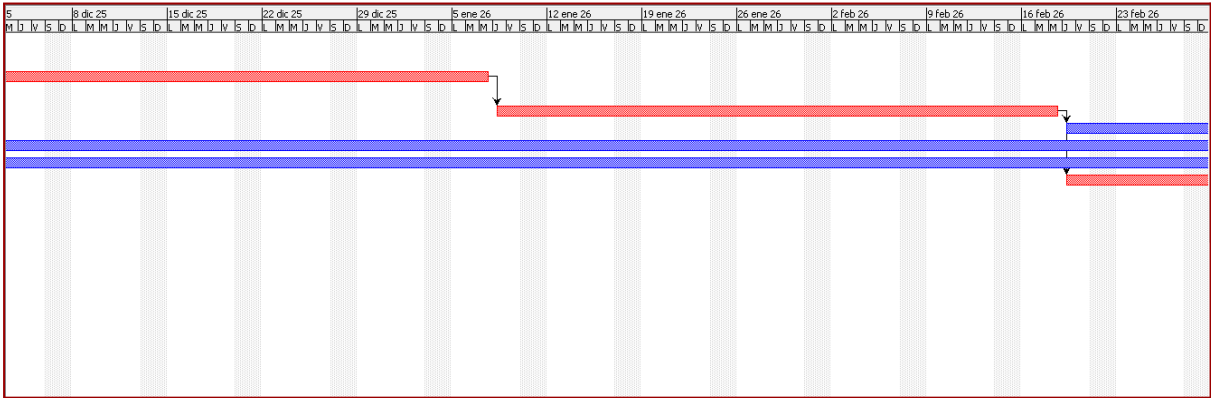 5 8 dic 25 15 dic 25 22 dic 25 29 dic 25 5 ene 26 12 ene 26 19 ene 26 26 ene 26 2 feb 26 9 feb 26 16 feb 26 23 feb 26
M J V S D L M M J V S D L M M J V S D L M M J V S D L M M J V S D L M M J V S D L M M J V S D L M M J V S D L M M J V S D L M M J V S D L M M J V S D L M M J V S D L M M J V S D